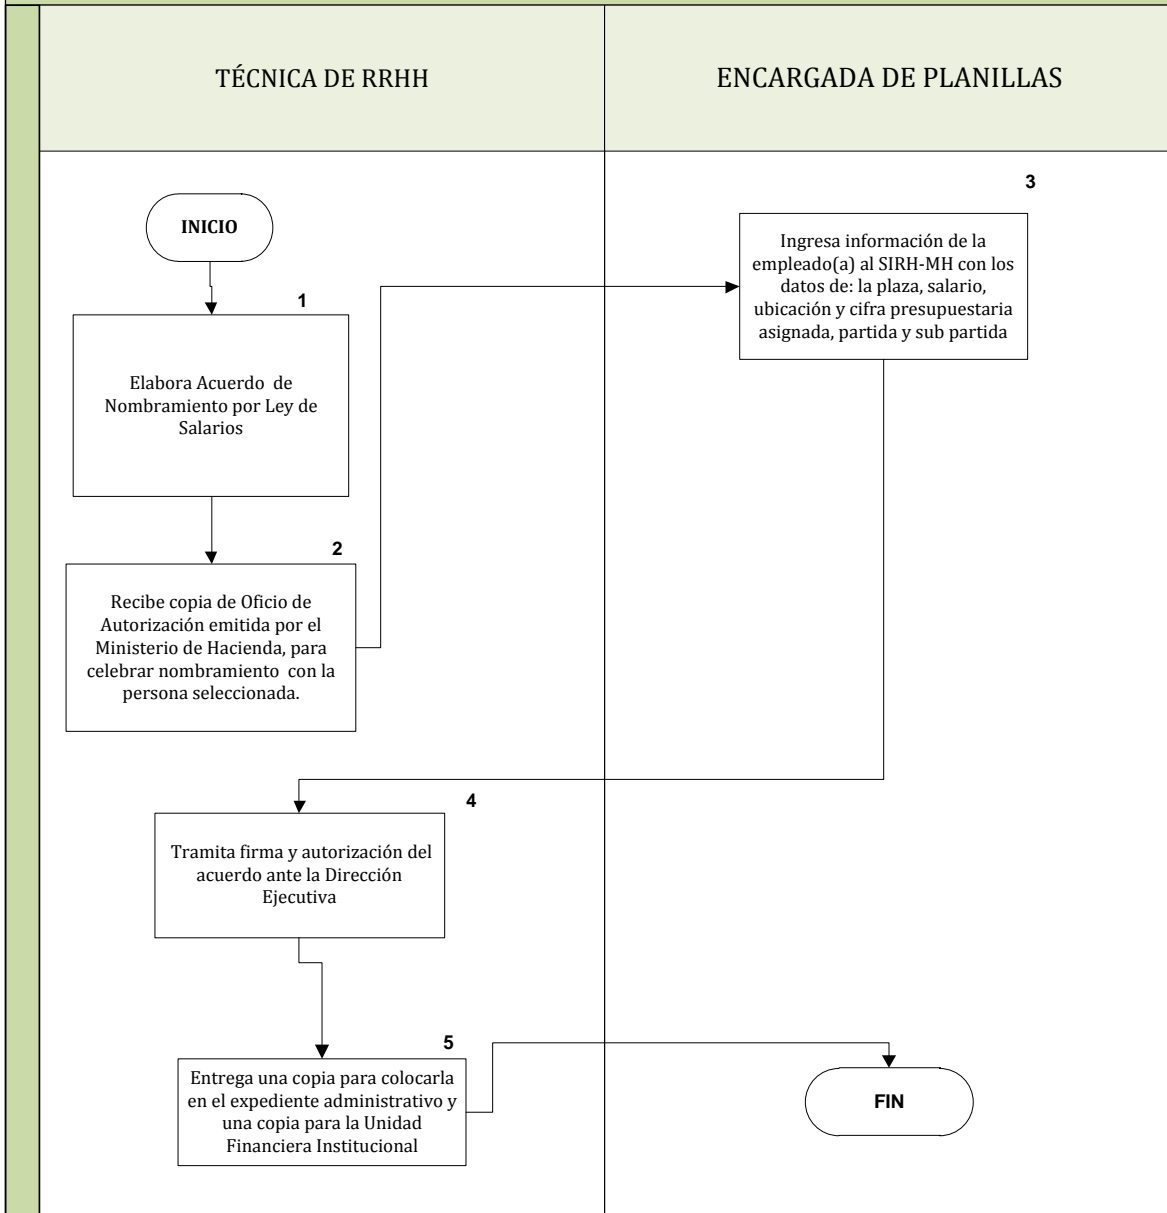 TÉCNICA DE RRHH
ENCARGADA DE PLANILLAS
INICIO
1
Elabora Acuerdo de
Nombramiento por Ley de
Salarios
2
Recibe copia de Oficio de
Autorización emitida por el
Ministerio de Hacienda, para
celebrar nombramiento con la
persona seleccionada.
3
Ingresa información de la
empleado(a) al SIRH-MH con los
datos de: la plaza, salario,
ubicación y cifra presupuestaria
asignada, partida y sub partida
4
Tramita firma y autorización del
acuerdo ante la Dirección
Ejecutiva
5
Entrega una copia para colocarla
en el expediente administrativo y
una copia para la Unidad
Financiera Institucional
FIN